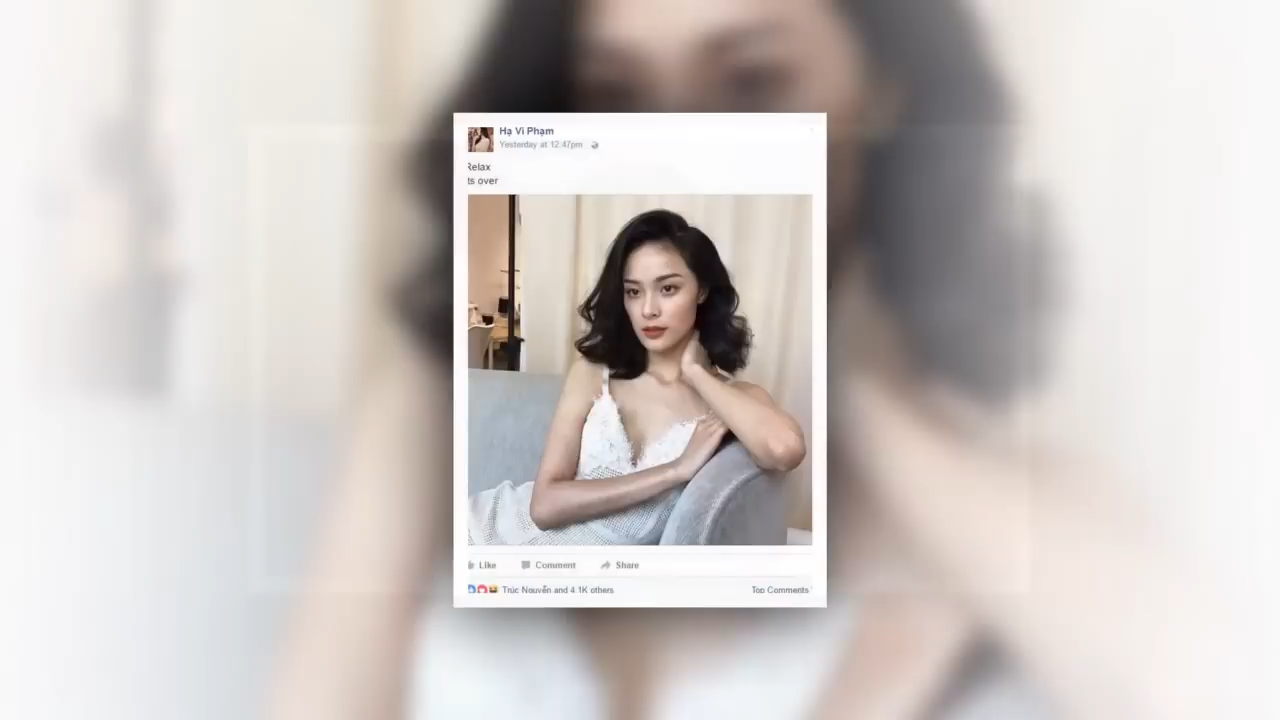 Hạ Vi Phạm
Yesterday at 12:47pm
Relax
ts over
Like Comment Share
Trúc Nguyễn and 4.1K others Top Comments